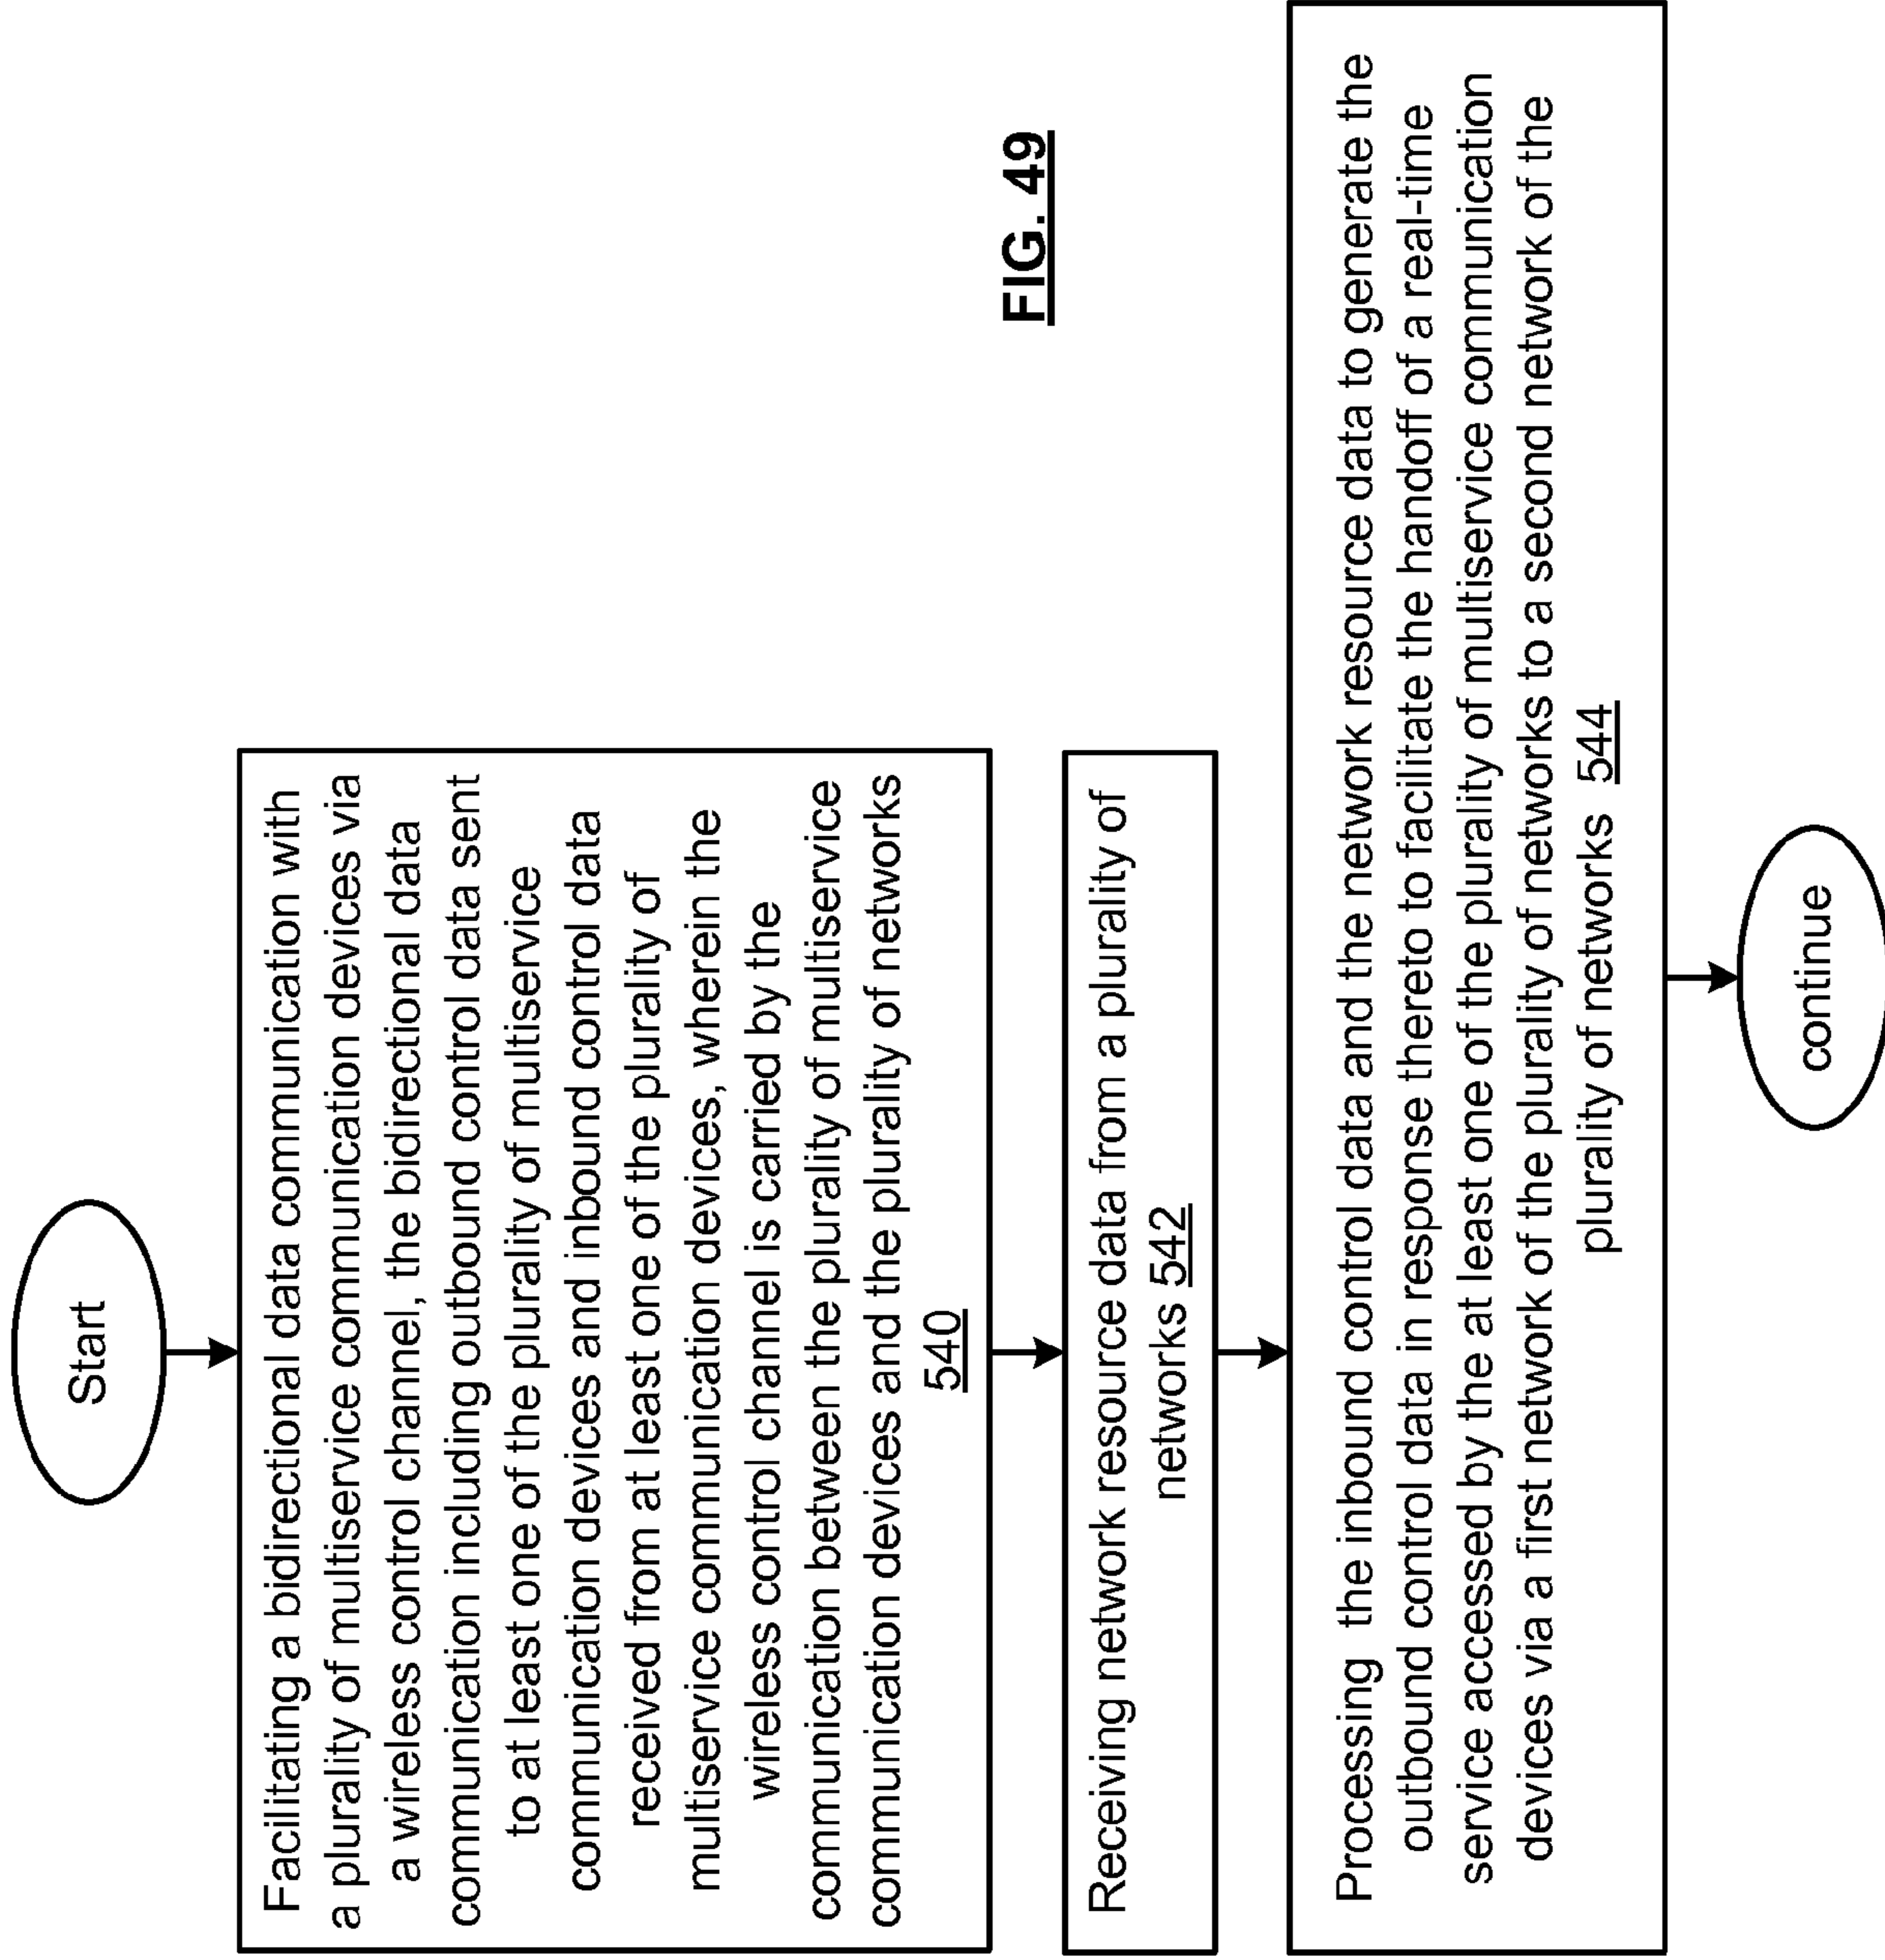 Start
Facilitating a bidirectional data communication with
a plurality of multiservice communication devices via
a wireless control channel, the bidirectional data
communication including outbound control data sent
to at least one of the plurality of multiservice
communication devices and inbound control data
received from at least one of the plurality of
multiservice communication devices, wherein the
wireless control channel is carried by the
communication between the plurality of multiservice
communication devices and the plurality of networks
540
Receiving network resource data from a plurality of
networks 542
Processing the inbound control data and the network resource data to generate the
outbound control data in response thereto to facilitate the handoff of a real-time
service accessed by the at least one of the plurality of multiservice communication
devices via a first network of the plurality of networks to a second network of the
plurality of networks 544
continue
FIG. 49